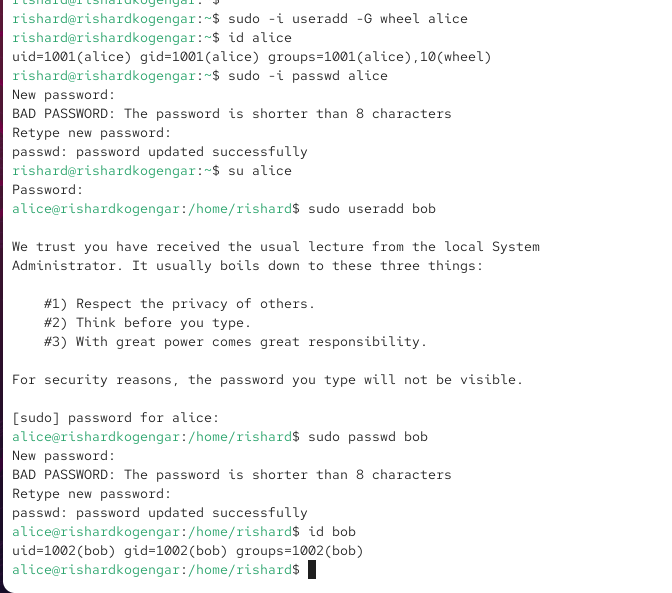 rishard@rishardkogengar:~$
rishard@rishardkogengar:~$ sudo -i useradd -G wheel alice
rishard@rishardkogengar:~$ id alice
uid=1001(alice) gid=1001(alice) groups=1001(alice),10(wheel)
rishard@rishardkogengar:~$ sudo -i passwd alice
New password:
BAD PASSWORD: The password is shorter than 8 characters
Retype new password:
passwd: password updated successfully
rishard@rishardkogengar:~$ su alice
Password:
alice@rishardkogengar:/home/rishard$ sudo useradd bob
We trust you have received the usual lecture from the local System
Administrator. It usually boils down to these three things:
#1) Respect the privacy of others.
#2) Think before you type.
#3) With great power comes great responsibility.
For security reasons, the password you type will not be visible.
[sudo] password for alice:
alice@rishardkogengar:/home/rishard$ sudo passwd bob
New password:
BAD PASSWORD: The password is shorter than 8 characters
Retype new password:
passwd: password updated successfully
alice@rishardkogengar:/home/rishard$ id bob
uid=1002(bob) gid=1002(bob) groups=1002(bob)
alice@rishardkogengar:/home/rishard$